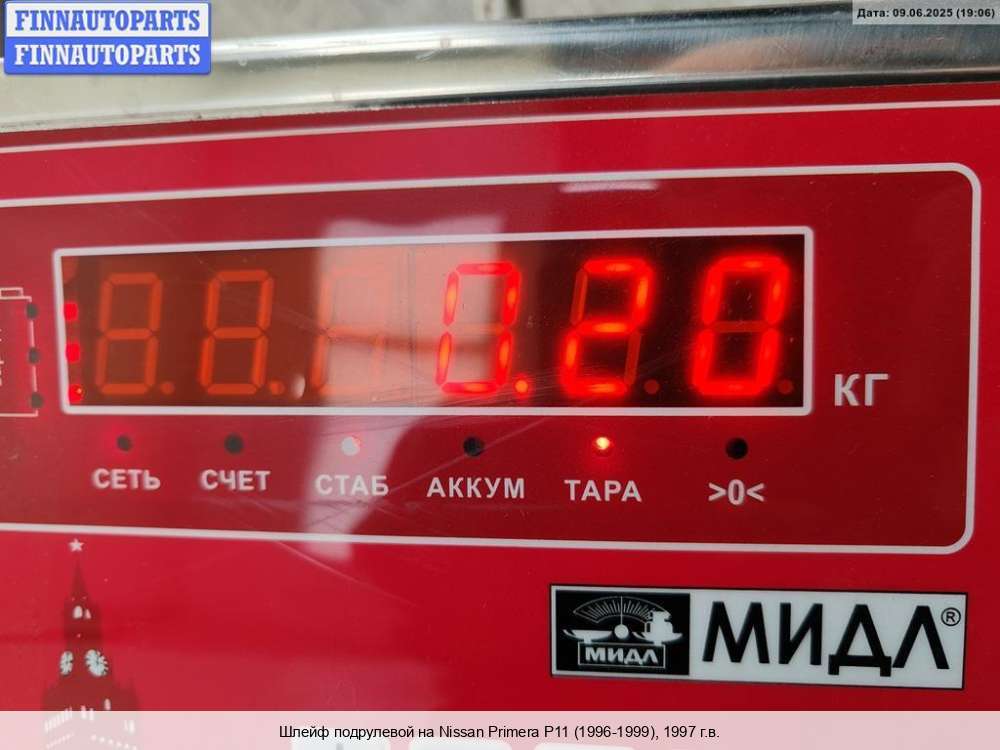 FINNAUTOPARTS
FINNAUTOPARTS
Дата: 09.06.2025 (19:06)
0.20
КГ
СЕТЬ СЧЕТ СТАБ АККУМ ТАРА >0<
МИДЛ
МИДЛ®
Шлейф подрулевой на Nissan Primera P11 (1996-1999), 1997 г.в.